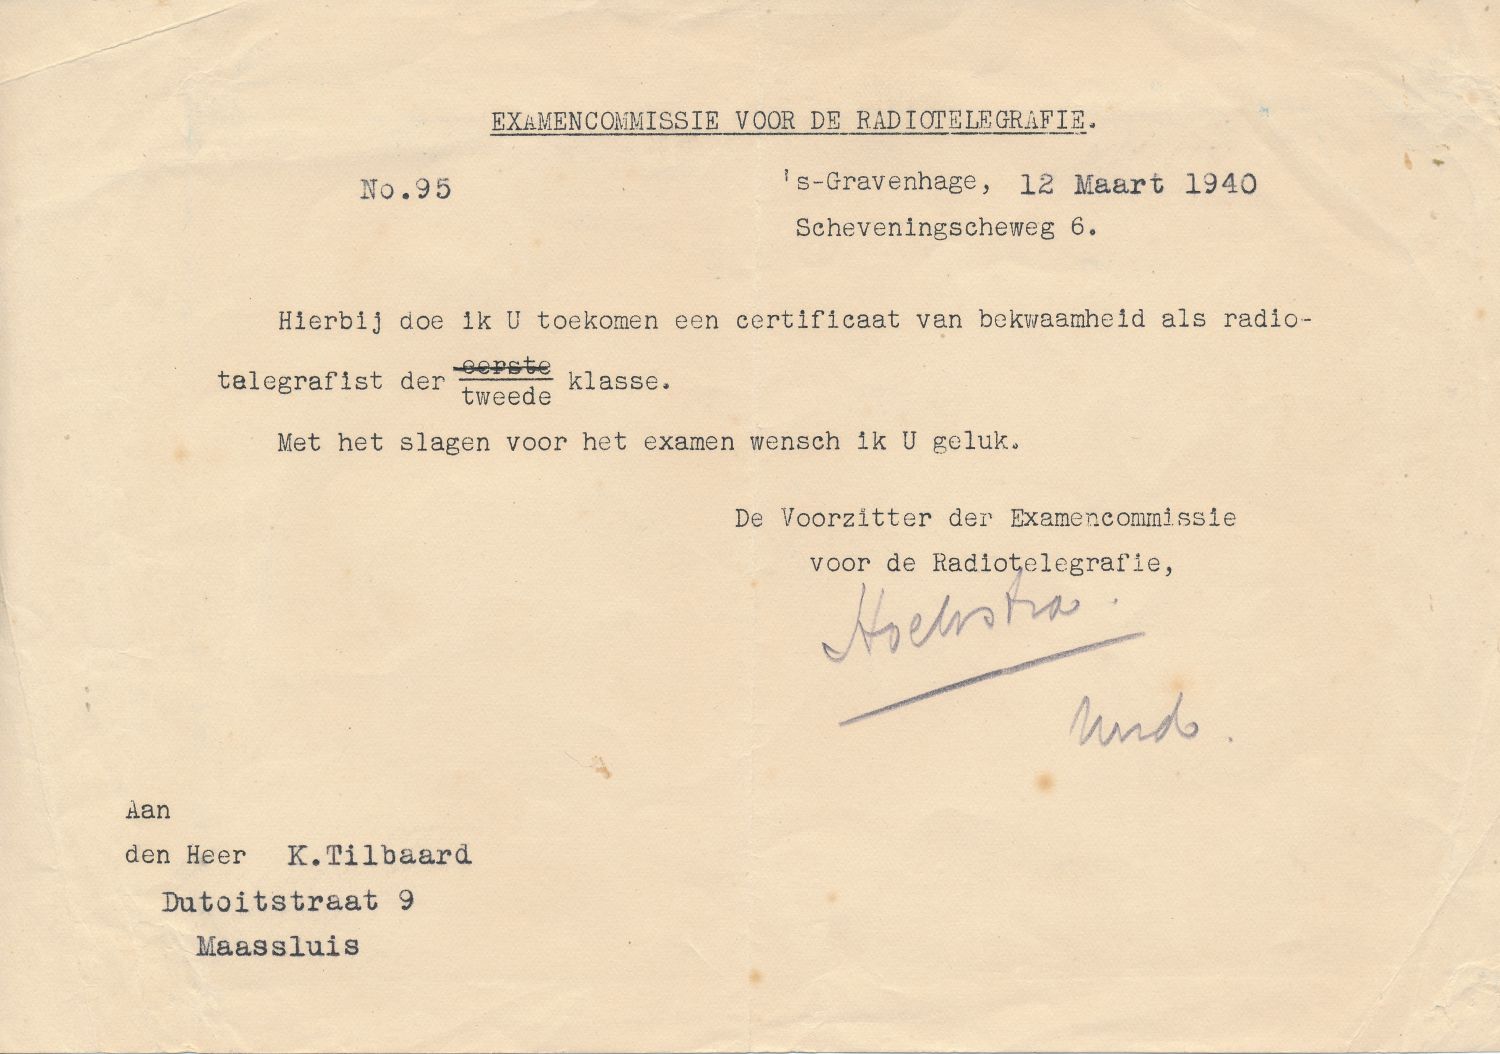 EXAMENCOMMISSIE VOOR DE RADIOTELEGRAFIE.
No.95
's-Gravenhage, 12 Maart 1940
Scheveningscheweg 6.
Hierbij doe ik U toekomen een certificaat van bekwaamheid als radio-
telegrafist der eerste klasse.
tweede
Met het slagen voor het examen wensch ik U geluk.
De Voorzitter der Examencommissie
voor de Radiotelegrafie,
Hoekstra.
Aan
den Heer K.Tilbaard
Dutoitstraat 9
Maassluis